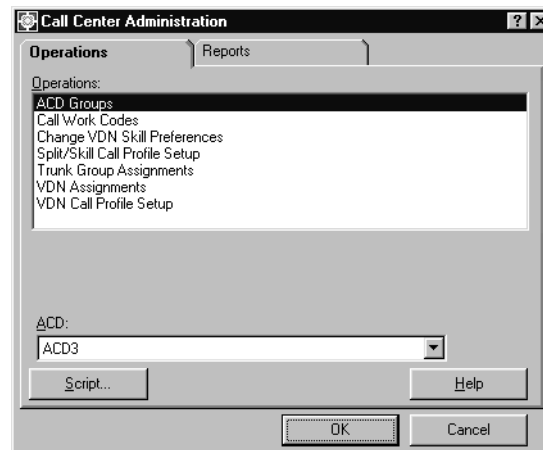 Call Center Administration
Operations
Reports
Operations:
ACD Groups
Call Work Codes
Change VDN Skill Preferences
Split/Skill Call Profile Setup
Trunk Group Assignments
VDN Assignments
VDN Call Profile Setup
ACD:
ACD3
Script...
Help
OK
Cancel